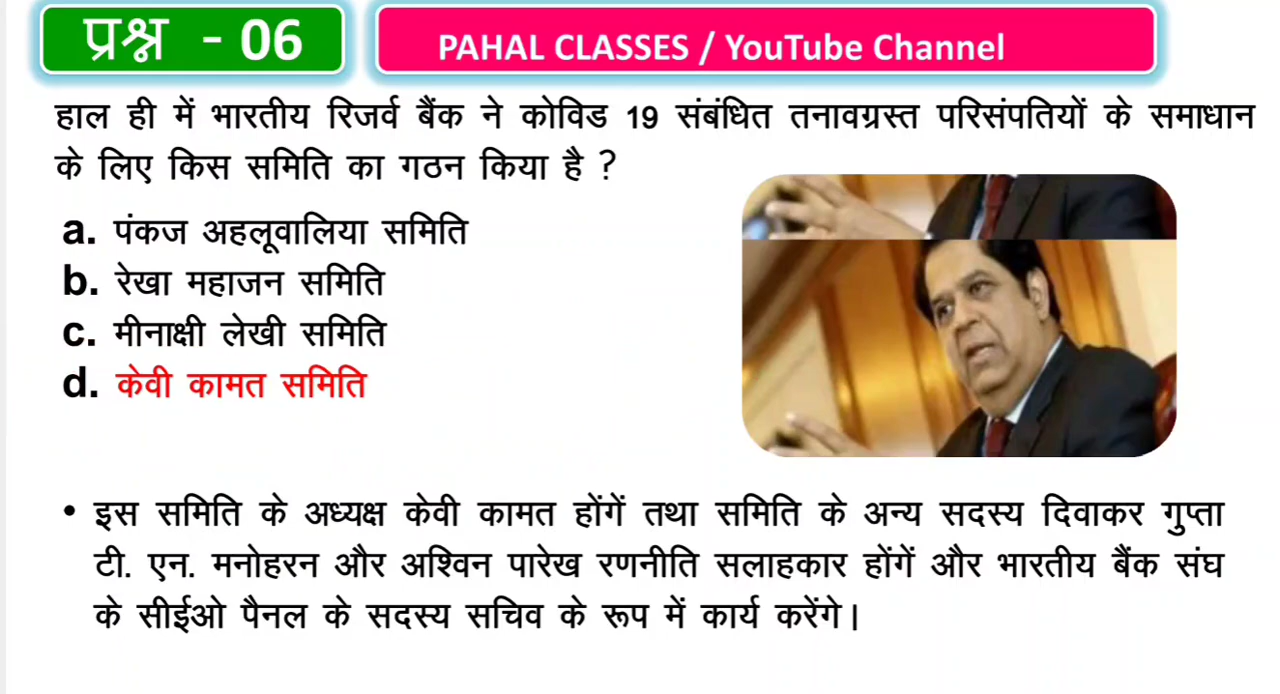 प्रश्न - 06
PAHAL CLASSES / YouTube Channel
हाल ही में भारतीय रिजर्व बैंक ने कोविड 19 संबंधित तनावग्रस्त परिसंपतियों के समाधान
के लिए किस समिति का गठन किया है ?
a. पंकज अहलूवालिया समिति
b. रेखा महाजन समिति
c. मीनाक्षी लेखी समिति
d. केवी कामत समिति
• इस समिति के अध्यक्ष केवी कामत होंगें तथा समिति के अन्य सदस्य दिवाकर गुप्ता
टी. एन. मनोहरन और अश्विन पारेख रणनीति सलाहकार होंगें और भारतीय बैंक संघ
के सीईओ पैनल के सदस्य सचिव के रूप में कार्य करेंगे।